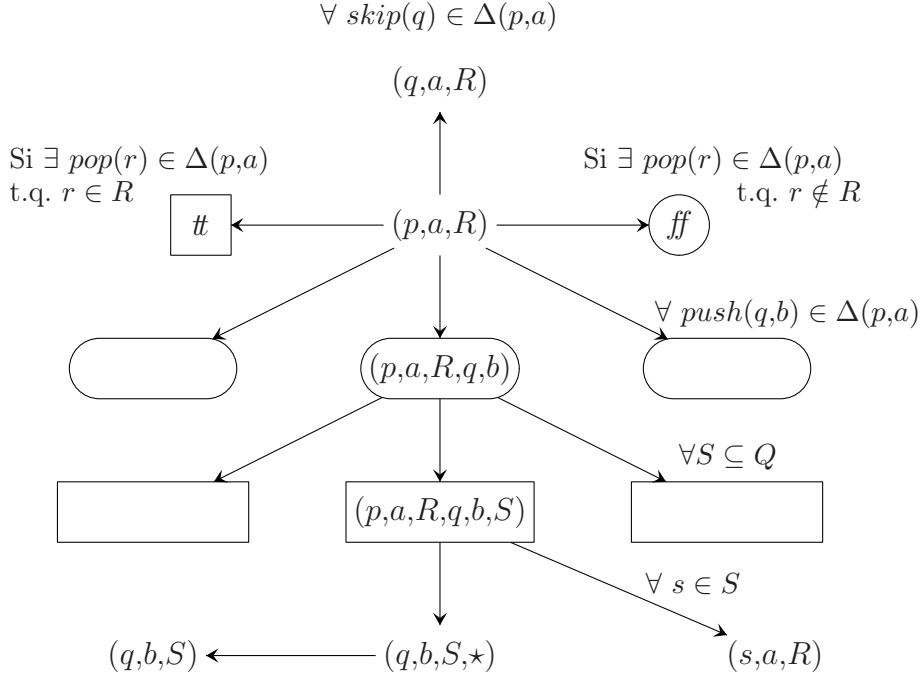 ∀ skip(q) ∈ Δ(p,a)
(q,a,R)
Si ∃ pop(r) ∈ Δ(p,a)
t.q. r ∈ R
Si ∃ pop(r) ∈ Δ(p,a)
t.q. r ∉ R
tt
(p,a,R)
ff
∀ push(q,b) ∈ Δ(p,a)
(p,a,R,q,b)
∀S ⊆ Q
(p,a,R,q,b,S)
∀ s ∈ S
(q,b,S)
(q,b,S,⋆)
(s,a,R)